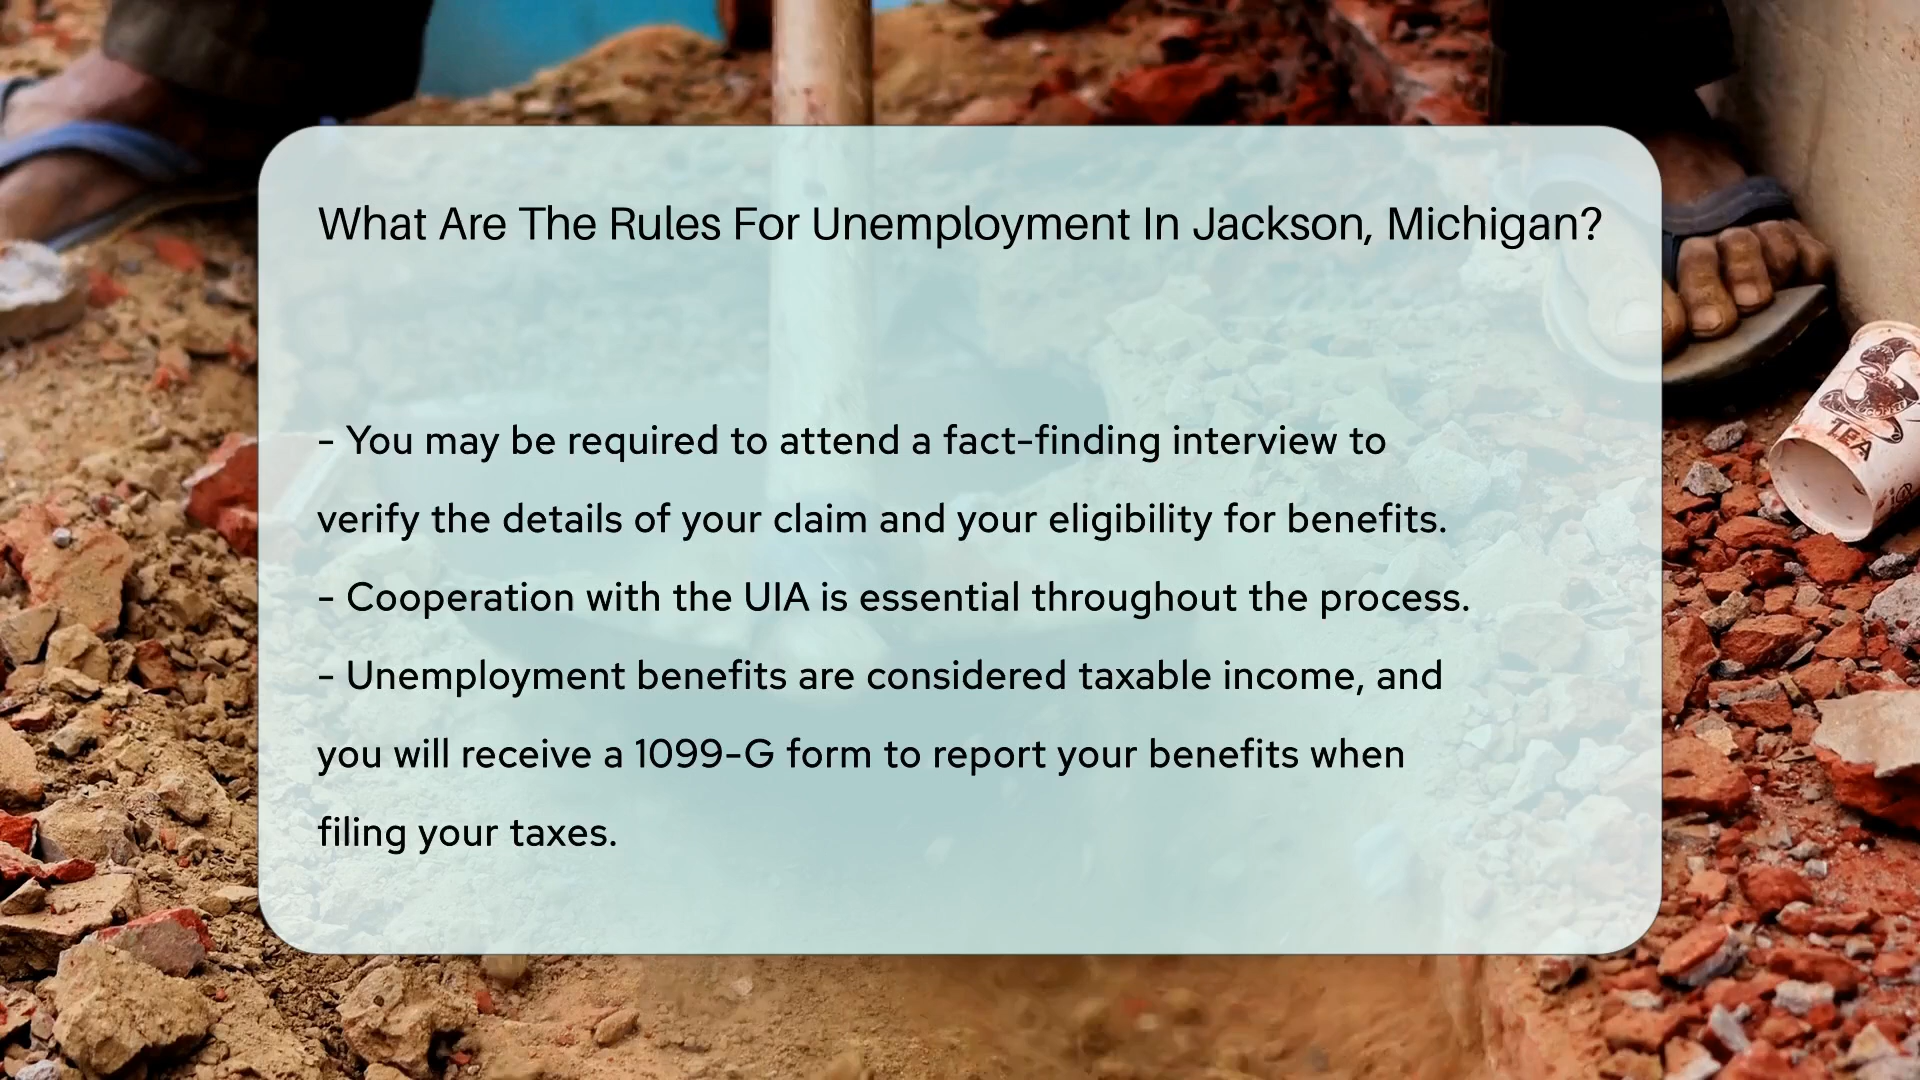 What Are The Rules For Unemployment In Jackson, Michigan?
- You may be required to attend a fact-finding interview to
verify the details of your claim and your eligibility for benefits.
- Cooperation with the UIA is essential throughout the process.
- Unemployment benefits are considered taxable income, and
you will receive a 1099-G form to report your benefits when
filing your taxes.
TEA